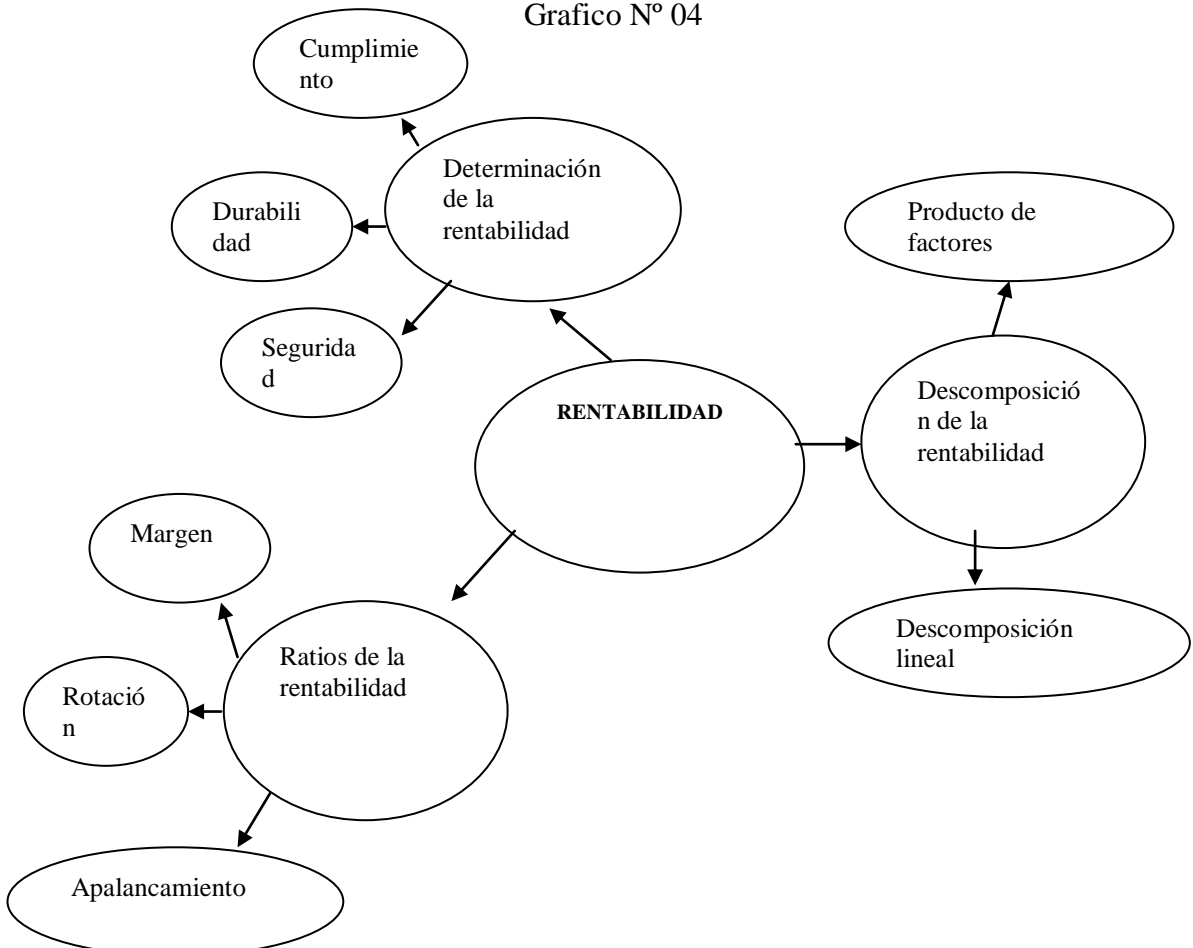 Grafico Nº 04
Cumplimie
nto
Determinación
de la
rentabilidad
Durabili
dad
Segurida
d
Producto de
factores
RENTABILIDAD
Descomposició
n de la
rentabilidad
Descomposición
lineal
Margen
Ratios de la
rentabilidad
Rotació
n
Apalancamiento